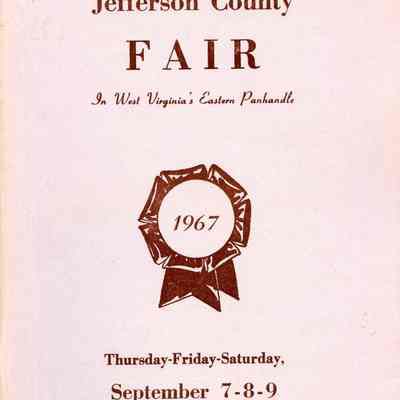 Jefferson County
FAIR
In West Virginia's Eastern Panhandle
1967
Thursday-Friday-Saturday,
September 7-8-9